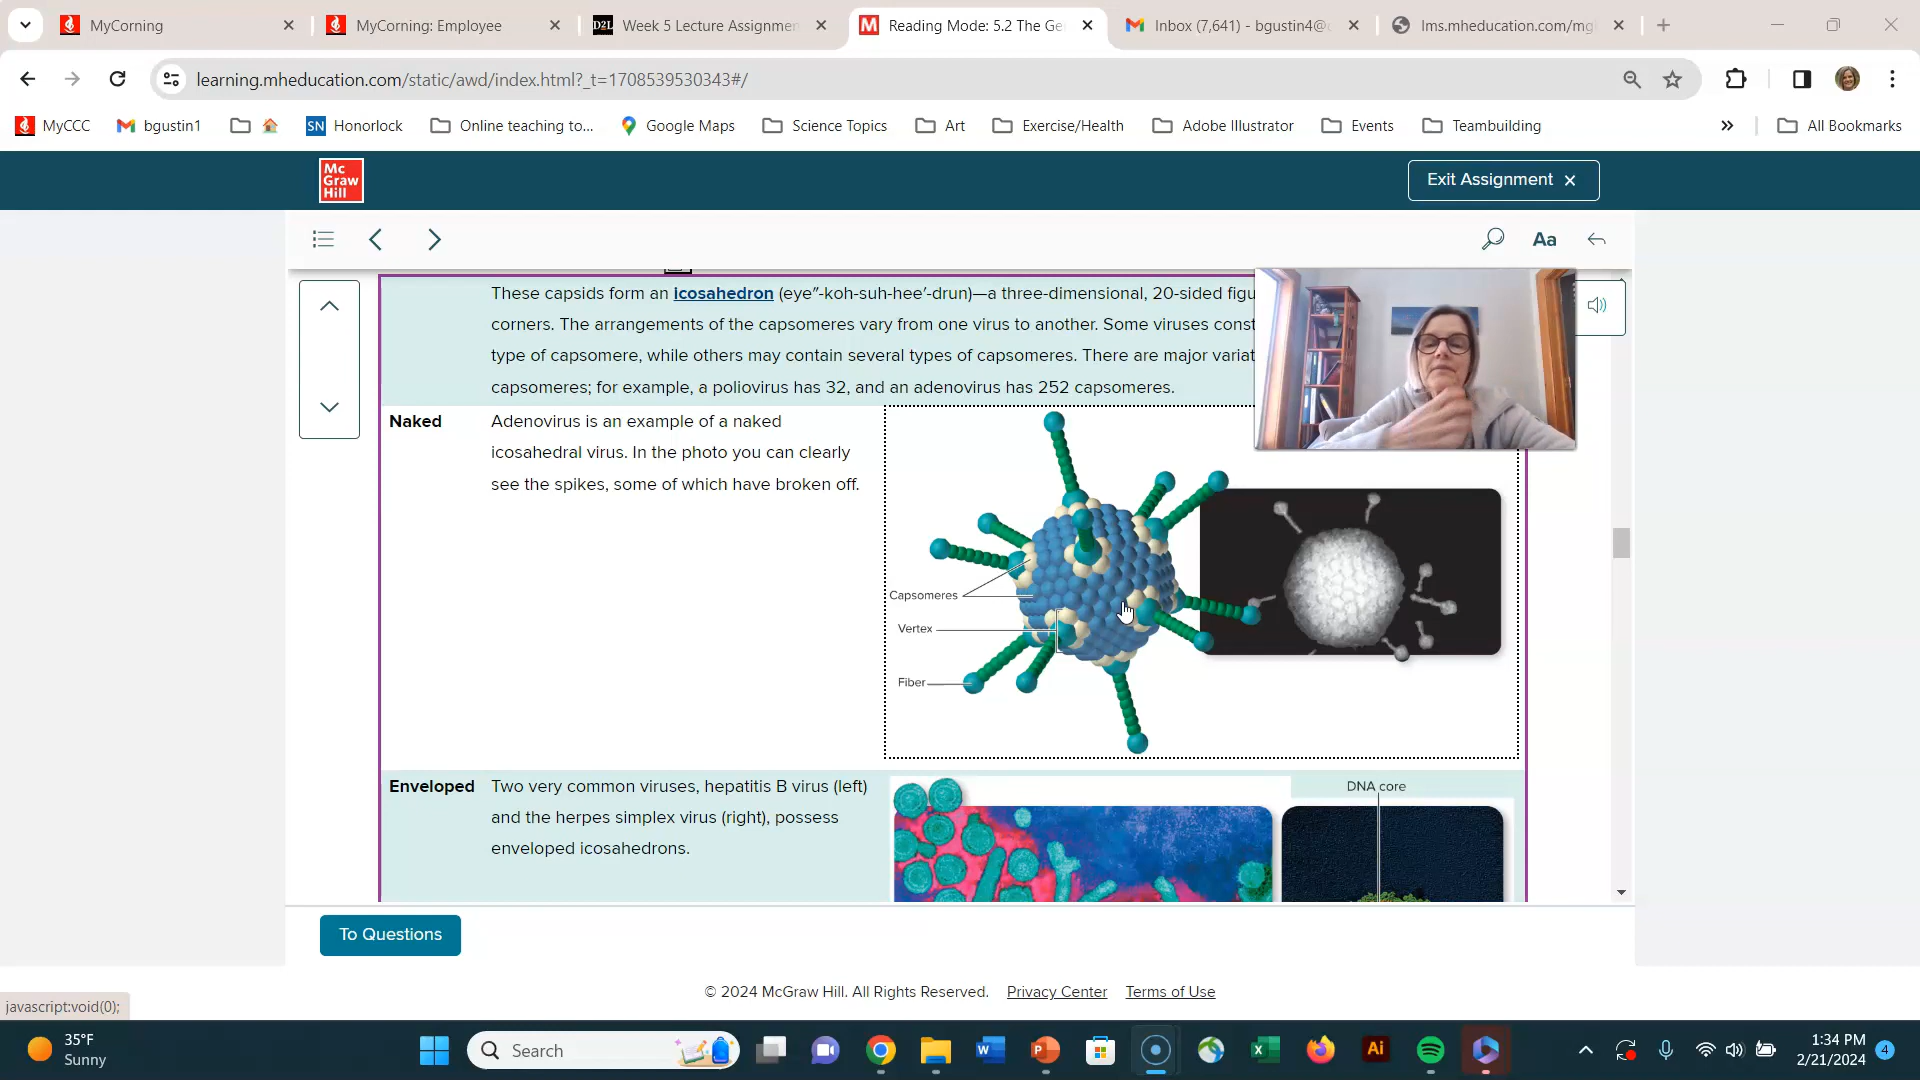 MyCorning
MyCorning: Employee
D2L Week 5 Lecture Assignmen
Reading Mode: 5.2 The Ge
Inbox (7,641) - bgustin4@
lms.mheducation.com/mg
learning.mheducation.com/static/awd/index.html?_t=1708539530343#/
MyCCC
bgustin1
SN Honorlock
Online teaching to...
Google Maps
Science Topics
Art
Exercise/Health
Adobe Illustrator
Events
Teambuilding
»
All Bookmarks
Mc
Graw
Hill
Exit Assignment ×
Aa
These capsids form an icosahedron (eye″-koh-suh-hee′-drun)—a three-dimensional, 20-sided figu
corners. The arrangements of the capsomeres vary from one virus to another. Some viruses const
type of capsomere, while others may contain several types of capsomeres. There are major variat
capsomeres; for example, a poliovirus has 32, and an adenovirus has 252 capsomeres.
Naked
Adenovirus is an example of a naked
icosahedral virus. In the photo you can clearly
see the spikes, some of which have broken off.
Capsomeres
Vertex
Fiber
Enveloped
Two very common viruses, hepatitis B virus (left)
and the herpes simplex virus (right), possess
enveloped icosahedrons.
DNA core
To Questions
© 2024 McGraw Hill. All Rights Reserved. Privacy Center Terms of Use
javascript:void(0);
35°F
Sunny
Search
Ai
1:34 PM
2/21/2024
4